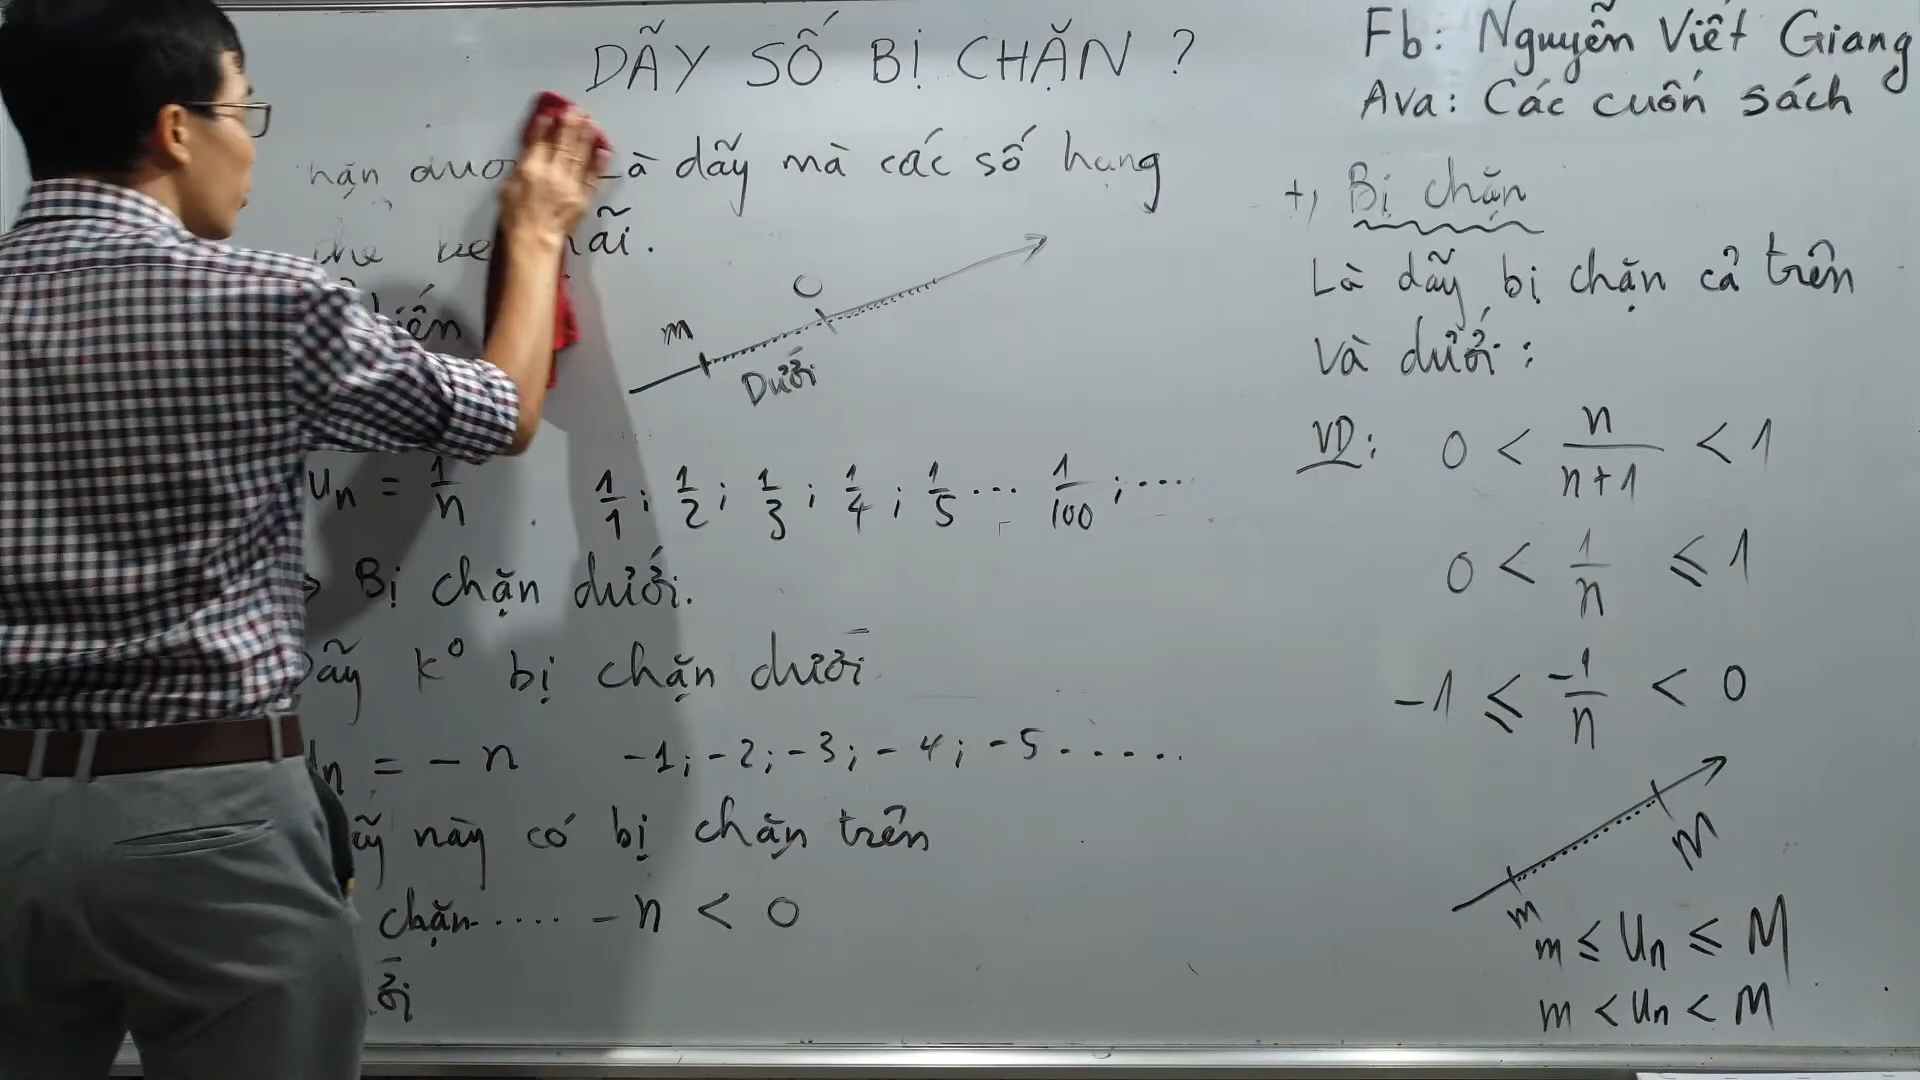 DÃY SỐ BỊ CHẶN ?
Là dãy mà các số hạng
hãi.
m
0
Dưới
un = 1/n 1/1 ; 1/2 ; 1/3 ; 1/4 ; 1/5 ... 1/100 ; ....
→ Bị chặn dưới.
Dãy k⁰ bị chặn dưới
un = - n -1; -2; -3; - 4; -5 . . . . . .
này có bị chặn trên
chặn ..... - n < 0
Fb: Nguyễn Viết Giang
Ava: Các cuốn sách
+, Bị chặn
Là dãy bị chặn cả trên
và dưới :
VD: 0 < n/(n+1) < 1
0 < 1/n ≤ 1
-1 ≤ -1/n < 0
M
m
m ≤ Un ≤ M
m < Un < M